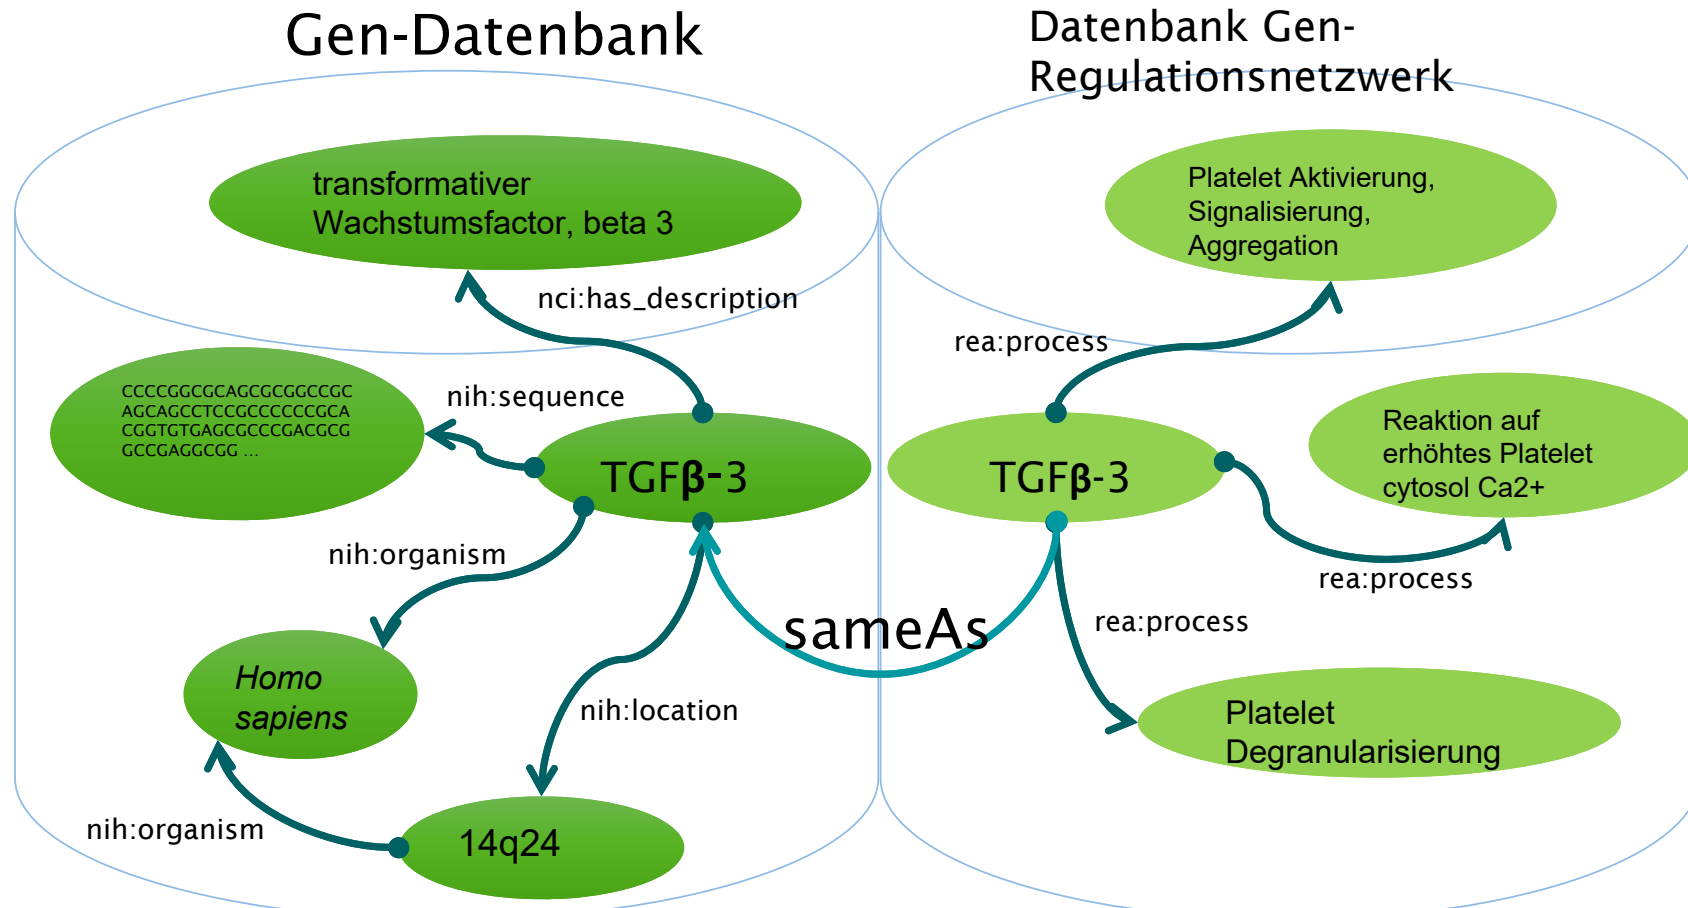 Gen-Datenbank
Datenbank Gen-
Regulationsnetzwerk
transformativer
Wachstumsfactor, beta 3
Platelet Aktivierung,
Signalisierung,
Aggregation
nci:has_description
rea:process
CCCCGGCGCAGCGCGGCCGC
AGCAGCCTCCGCCCCCCGCA
CGGTGTGAGCGCCCGACGCG
GCCGAGGCGG ...
nih:sequence
TGFβ-3
TGFβ-3
Reaktion auf
erhöhtes Platelet
cytosol Ca2+
nih:organism
rea:process
sameAs
rea:process
Homo
sapiens
nih:location
Platelet
Degranularisierung
nih:organism
14q24